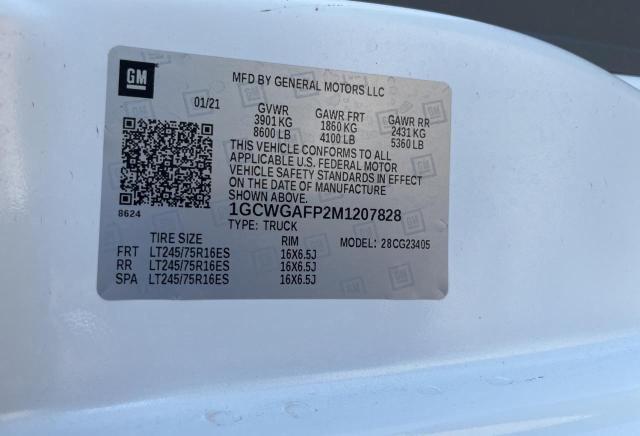 GM
MFD BY GENERAL MOTORS LLC
01/21
GVWR GAWR FRT GAWR RR
3901 KG 1860 KG 2431 KG
8600 LB 4100 LB 5360 LB
THIS VEHICLE CONFORMS TO ALL
APPLICABLE U.S. FEDERAL MOTOR
VEHICLE SAFETY STANDARDS IN EFFECT
ON THE DATE OF MANUFACTURE
SHOWN ABOVE.
8624
1GCWGAFP2M1207828
TYPE: TRUCK
TIRE SIZE RIM MODEL: 28CG23405
FRT LT245/75R16ES 16X6.5J
RR LT245/75R16ES 16X6.5J
SPA LT245/75R16ES 16X6.5J